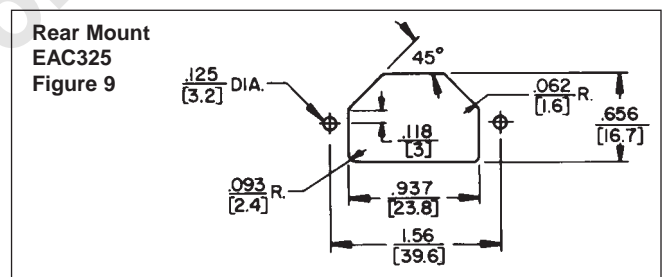 Rear Mount
EAC325
Figure 9
45°
.125 DIA.
[3.2]
.062 R.
[1.6]
.656
[16.7]
.118
[3]
.093 R.
[2.4]
.937
[23.8]
1.56
[39.6]